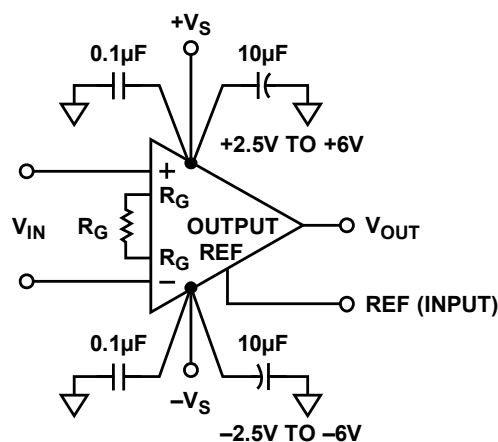 +VS
0.1µF
10µF
+2.5V TO +6V
+
RG
VIN
RG
OUTPUT
VOUT
REF
RG
–
REF (INPUT)
0.1µF
10µF
–VS
–2.5V TO –6V